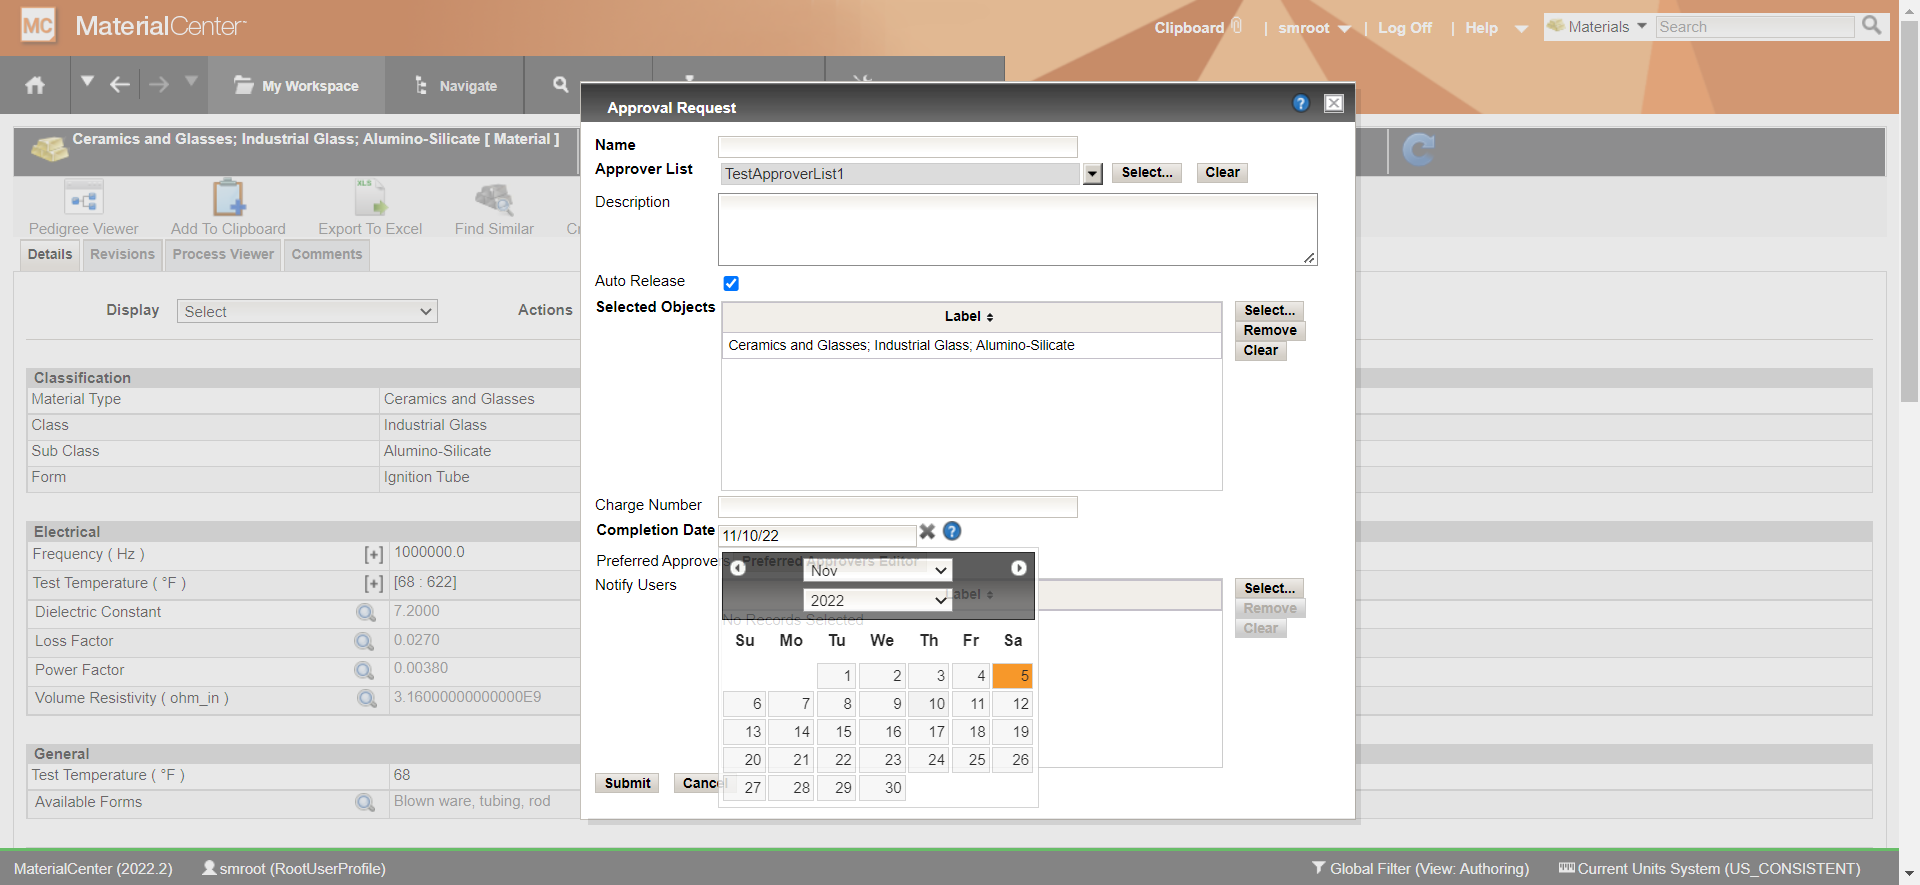 MC MaterialCenter
Clipboard | smroot | Log Off | Help Materials Search
My Workspace Navigate
Approval Request
Ceramics and Glasses; Industrial Glass; Alumino-Silicate [ Material ]
Pedigree Viewer Add To Clipboard Export To Excel Find Similar
XLS
Details Revisions Process Viewer Comments
Display Select Actions
Classification
Material Type Ceramics and Glasses
Class Industrial Glass
Sub Class Alumino-Silicate
Form Ignition Tube
Electrical
Frequency ( Hz ) [+] 1000000.0
Test Temperature ( °F ) [+] [68 : 622]
Dielectric Constant 7.2000
Loss Factor 0.0270
Power Factor 0.00380
Volume Resistivity ( ohm_in ) 3.16000000000000E9
General
Test Temperature ( °F ) 68
Available Forms Blown ware, tubing, rod
Name
Approver List TestApproverList1 Select... Clear
Description
Auto Release
Selected Objects Label Select...
Remove
Ceramics and Glasses; Industrial Glass; Alumino-Silicate Clear
Charge Number
Completion Date 11/10/22
Preferred Approvers Preferred Approvers Editor
Nov
Notify Users Label Select...
2022 Remove
No Records Selected Clear
Su Mo Tu We Th Fr Sa
1 2 3 4 5
6 7 8 9 10 11 12
13 14 15 16 17 18 19
20 21 22 23 24 25 26
27 28 29 30
Submit Cancel
MaterialCenter (2022.2) smroot (RootUserProfile) Global Filter (View: Authoring) Current Units System (US_CONSISTENT)